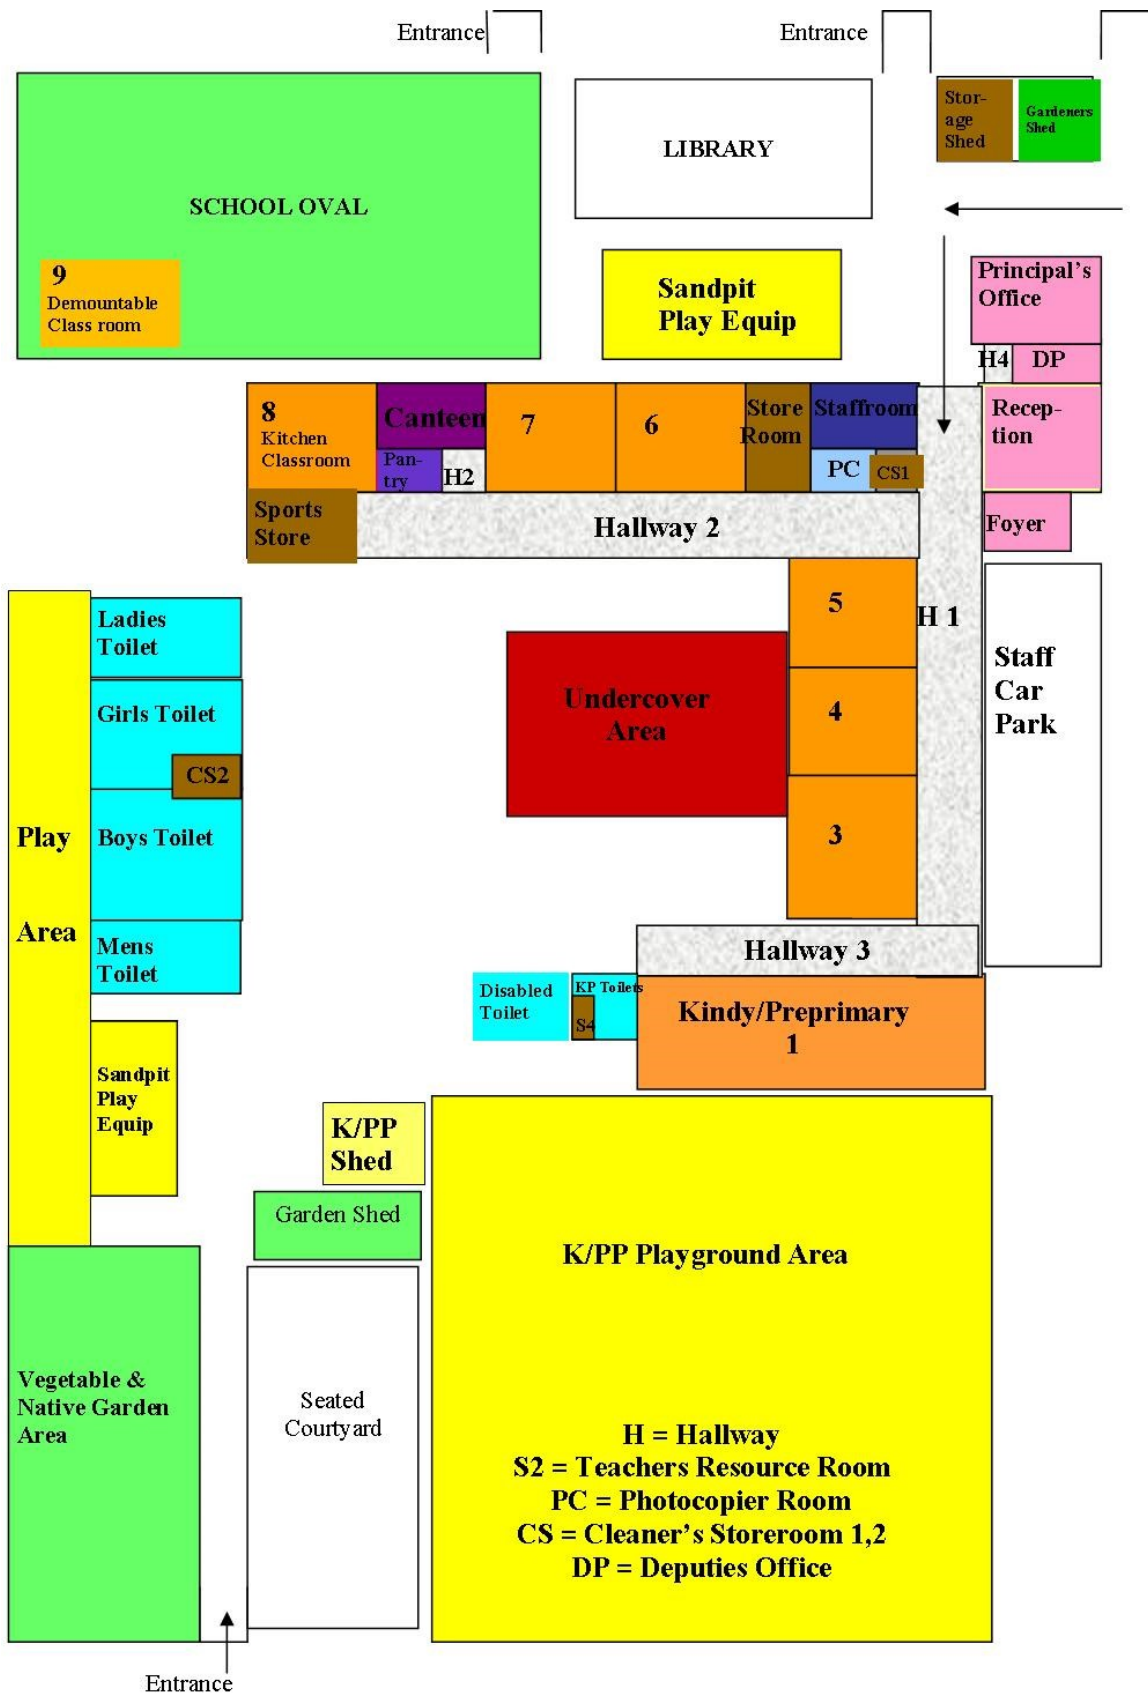 Entrance
Entrance
LIBRARY
Stor-
age
Shed
Gardeners
Shed
SCHOOL OVAL
9
Demountable
Class room
Sandpit
Play Equip
Principal's
Office
H4
DP
8
Kitchen
Classroom
Canteen
Pan-
try
H2
7
6
Store
Room
Staffroom
PC
CS1
Recep-
tion
Sports
Store
Hallway 2
Foyer
H 1
5
4
3
Undercover
Area
Staff
Car
Park
Ladies
Toilet
Girls Toilet
CS2
Boys Toilet
Mens
Toilet
Play
Area
Hallway 3
Disabled
Toilet
KP Toilets
S4
Kindy/Preprimary
1
Sandpit
Play
Equip
K/PP
Shed
Garden Shed
K/PP Playground Area
Vegetable &
Native Garden
Area
Seated
Courtyard
H = Hallway
S2 = Teachers Resource Room
PC = Photocopier Room
CS = Cleaner's Storeroom 1,2
DP = Deputies Office
Entrance